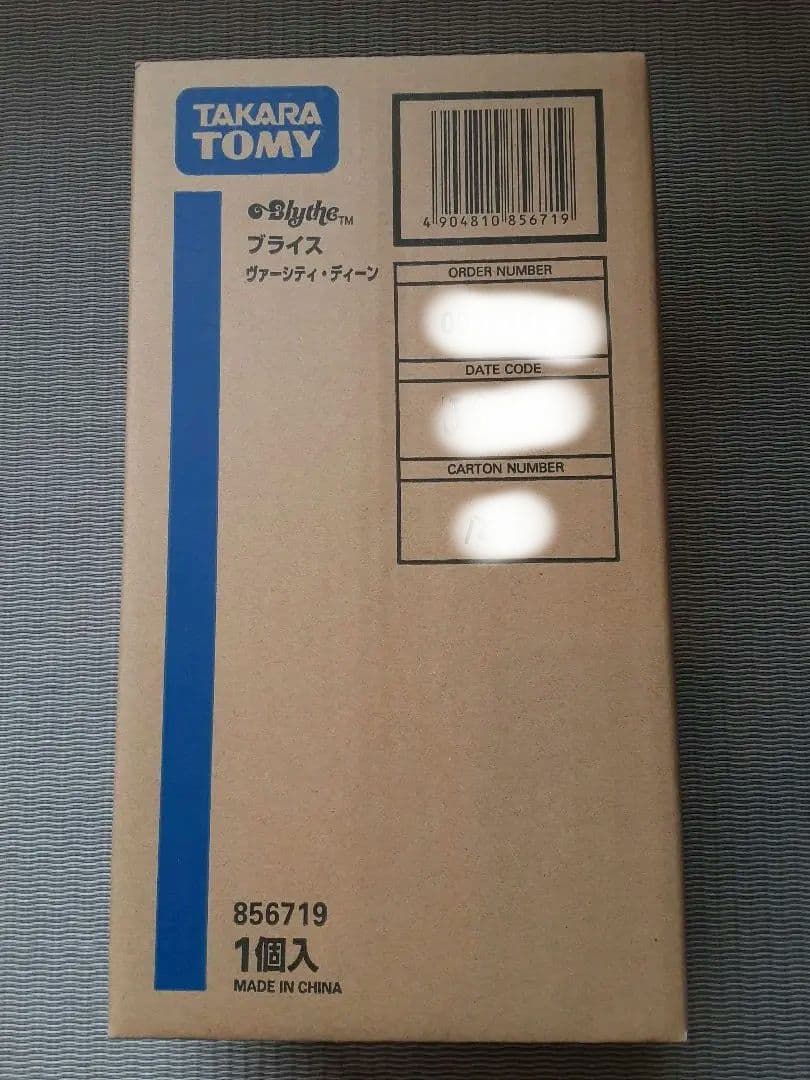 TAKARA
TOMY
Blythe™
ブライス
ヴァーシティ・ディーン
4 904810 856719
ORDER NUMBER
DATE CODE
CARTON NUMBER
856719
1個入
MADE IN CHINA